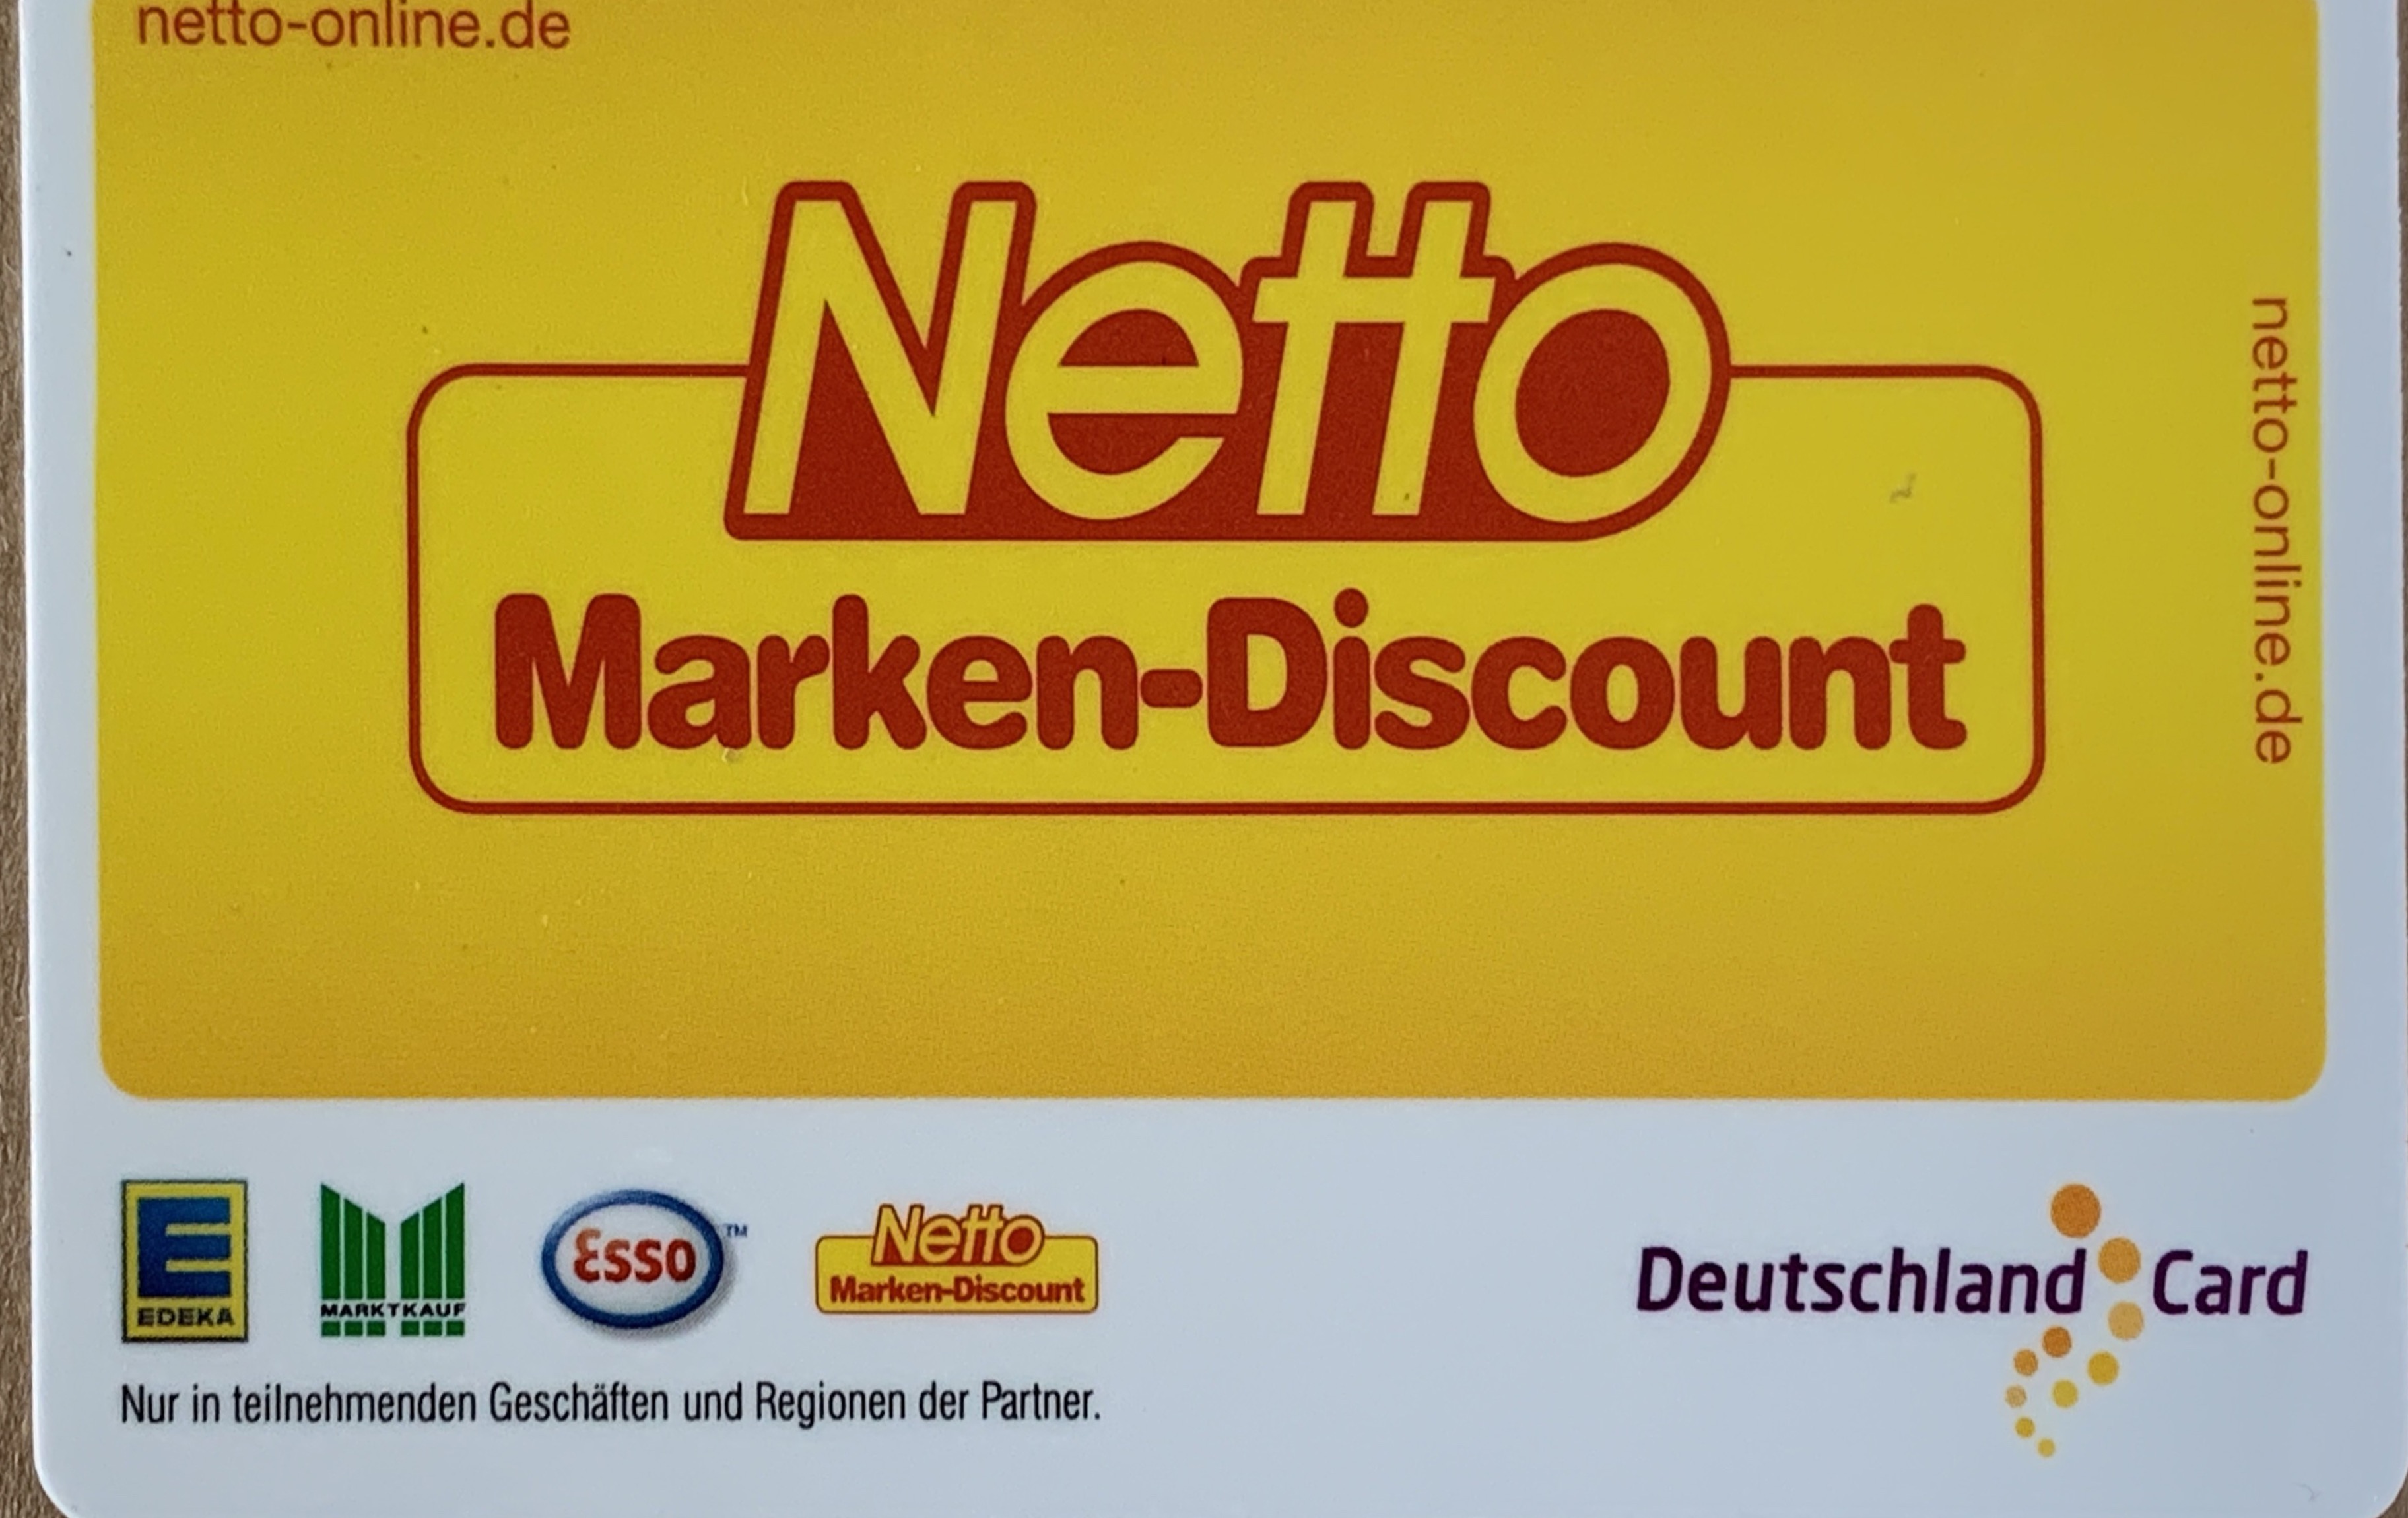 netto-online.de
Netto
Marken-Discount
netto-online.de
EDEKA
MARKTKAUF
Esso™
Netto
Marken-Discount
Deutschland Card
Nur in teilnehmenden Geschäften und Regionen der Partner.